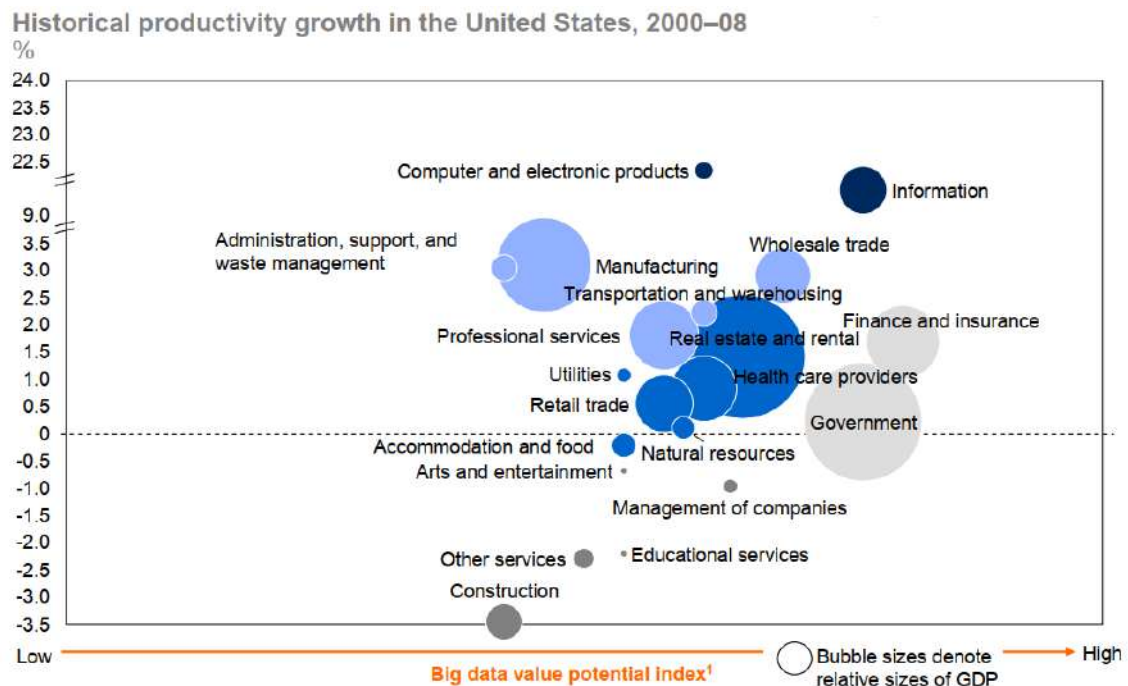 Historical productivity growth in the United States, 2000–08
%
24.0
23.5
23.0
22.5
9.0
3.5
3.0
2.5
2.0
1.5
1.0
0.5
0
-0.5
-1.0
-1.5
-2.0
-2.5
-3.0
-3.5
Computer and electronic products
Information
Administration, support, and
waste management
Wholesale trade
Manufacturing
Transportation and warehousing
Finance and insurance
Professional services
Real estate and rental
Utilities
Health care providers
Retail trade
Government
Accommodation and food
Natural resources
Arts and entertainment
Management of companies
Other services
Educational services
Construction
Low
High
Big data value potential index¹
Bubble sizes denote
relative sizes of GDP